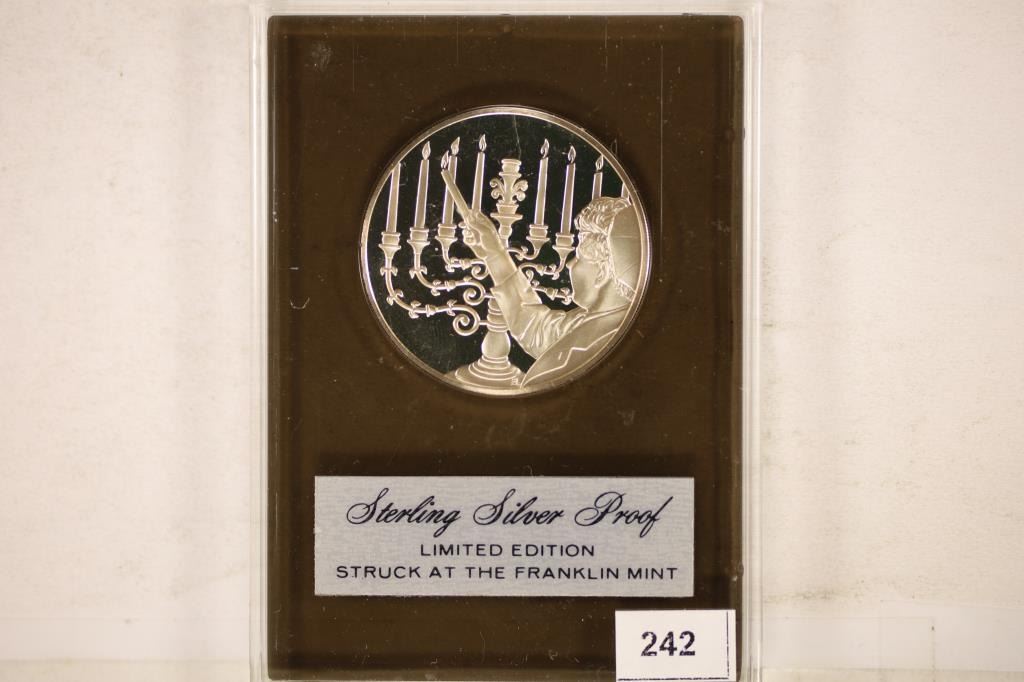 Sterling Silver Proof
LIMITED EDITION
STRUCK AT THE FRANKLIN MINT
242